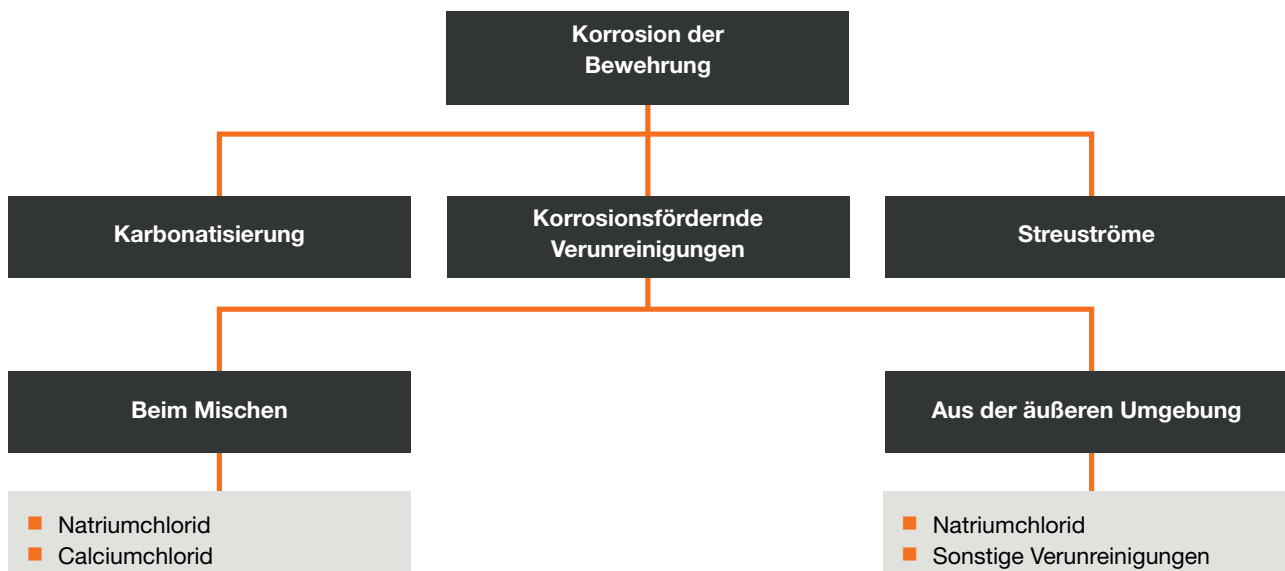 Korrosion der
Bewehrung
Karbonatisierung
Korrosionsfördernde
Verunreinigungen
Streuströme
Beim Mischen
Aus der äußeren Umgebung
Natriumchlorid
Calciumchlorid
Natriumchlorid
Sonstige Verunreinigungen